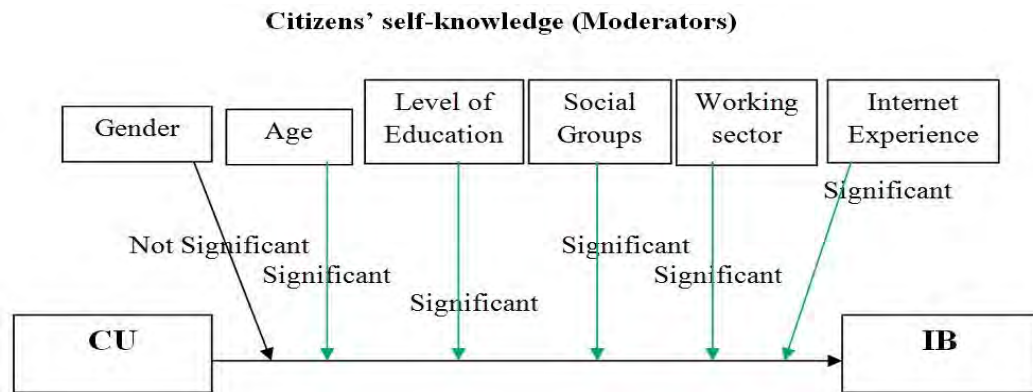 Citizens' self-knowledge (Moderators)
Gender
Age
Level of
Education
Social
Groups
Working
sector
Internet
Experience
Not Significant
Significant
Significant
Significant
Significant
Significant
CU
IB